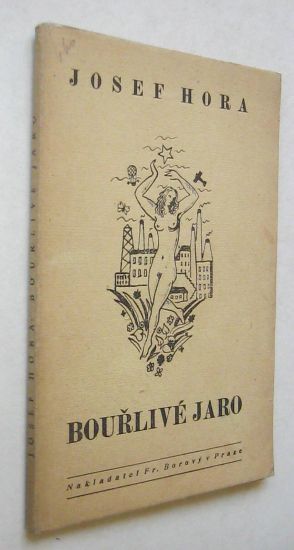 JOSEF HORA
BOUŘLIVÉ JARO
Nakladatel Fr. Borový v Praze
JOSEF HORA: BOUŘLIVÉ JARO